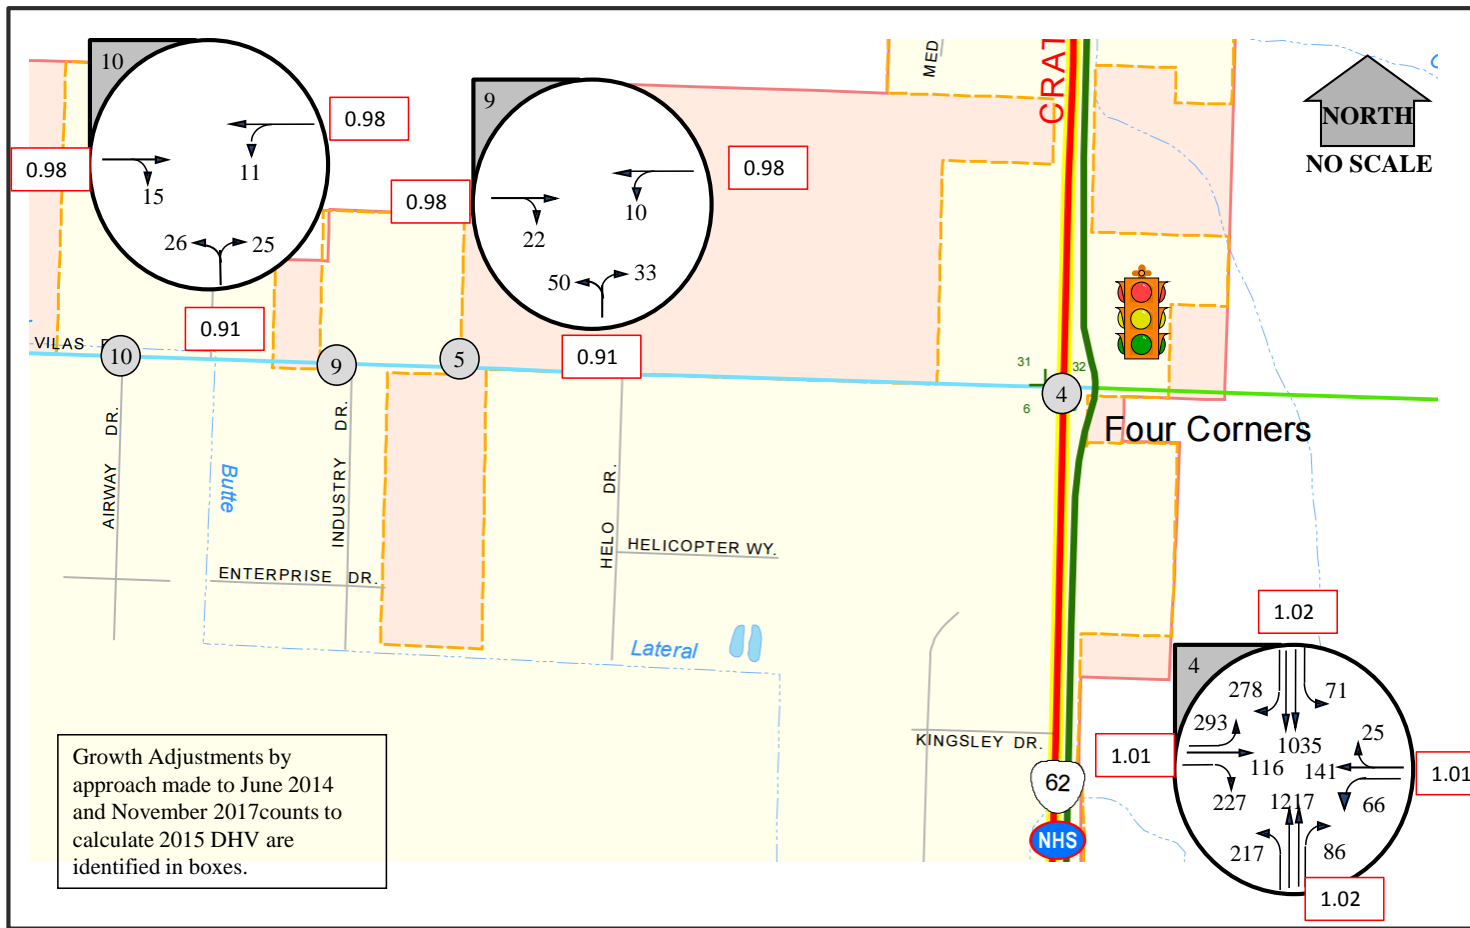 10
0.98
0.98
11
15
26
25
0.91
9
0.98
0.98
10
22
50
33
0.91
MED
CRAT
NORTH
NO SCALE
VILAS
10
9
5
31
32
6
4
Four Corners
AIRWAY DR.
Butte
INDUSTRY DR.
HELO DR.
HELICOPTER WY.
ENTERPRISE DR.
Lateral
KINGSLEY DR.
62
NHS
1.02
4
278
71
293
1035
25
1.01
116
141
1.01
227
1217
66
217
86
1.02
Growth Adjustments by
approach made to June 2014
and November 2017counts to
calculate 2015 DHV are
identified in boxes.